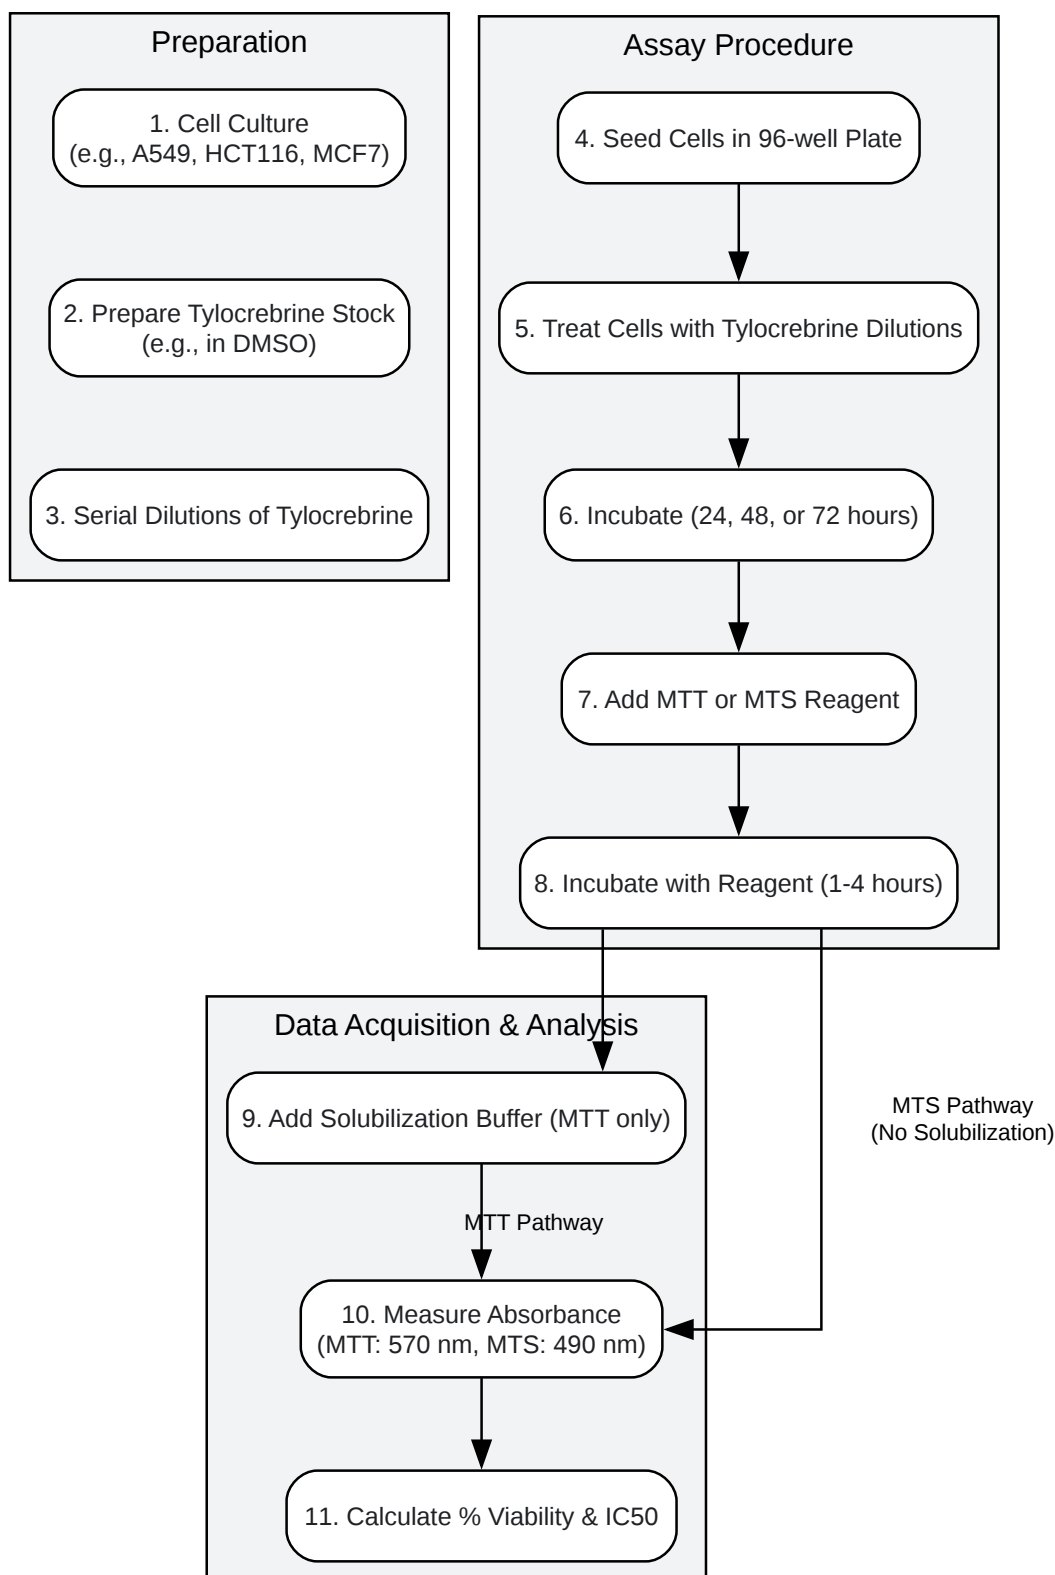 Preparation
1. Cell Culture
(e.g., A549, HCT116, MCF7)
2. Prepare Tylocrebrine Stock
(e.g., in DMSO)
3. Serial Dilutions of Tylocrebrine
Assay Procedure
4. Seed Cells in 96-well Plate
5. Treat Cells with Tylocrebrine Dilutions
6. Incubate (24, 48, or 72 hours)
7. Add MTT or MTS Reagent
8. Incubate with Reagent (1-4 hours)
Data Acquisition & Analysis
9. Add Solubilization Buffer (MTT only)
MTS Pathway
(No Solubilization)
MTT Pathway
10. Measure Absorbance
(MTT: 570 nm, MTS: 490 nm)
11. Calculate % Viability & IC50